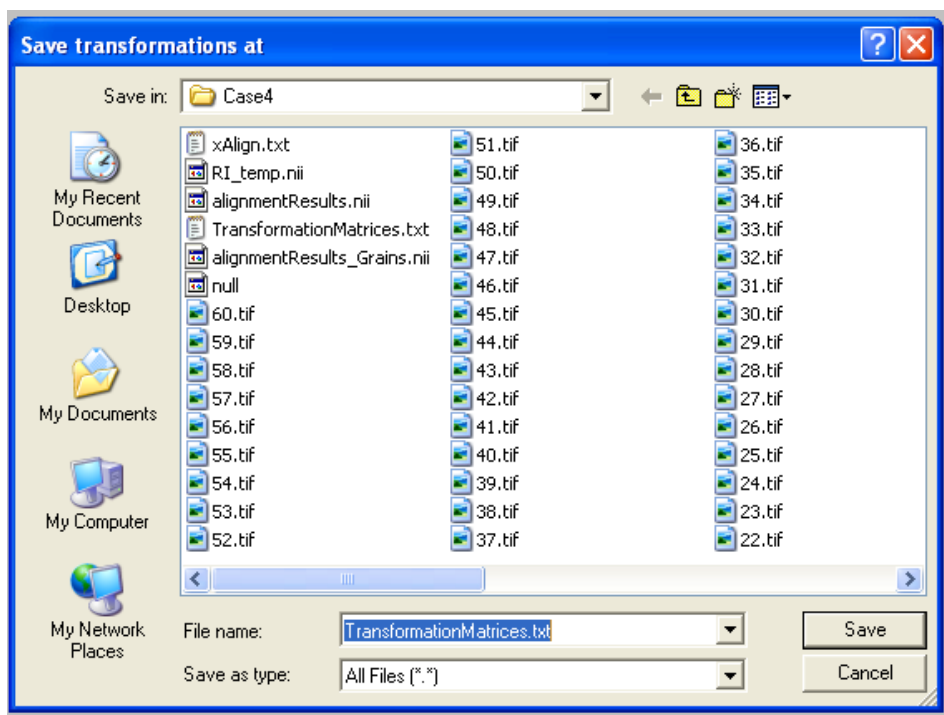 Save transformations at
Save in: Case4
xAlign.txt
RI_temp.nii
alignmentResults.nii
TransformationMatrices.txt
alignmentResults_Grains.nii
null
60.tif
59.tif
58.tif
57.tif
56.tif
55.tif
54.tif
53.tif
52.tif
51.tif
50.tif
49.tif
48.tif
47.tif
46.tif
45.tif
44.tif
43.tif
42.tif
41.tif
40.tif
39.tif
38.tif
37.tif
36.tif
35.tif
34.tif
33.tif
32.tif
31.tif
30.tif
29.tif
28.tif
27.tif
26.tif
25.tif
24.tif
23.tif
22.tif
My Recent
Documents
Desktop
My Documents
My Computer
My Network
Places
File name: TransformationMatrices.txt
Save
Save as type: All Files (*.*)
Cancel